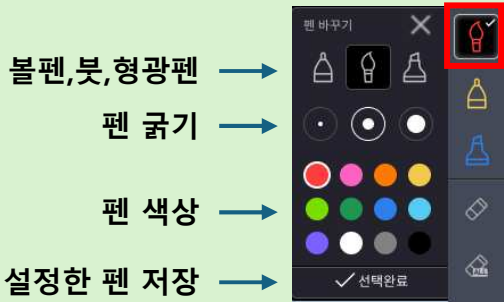 펜 바꾸기
볼펜,붓,형광펜
펜 굵기
펜 색상
설정한 펜 저장
선택완료